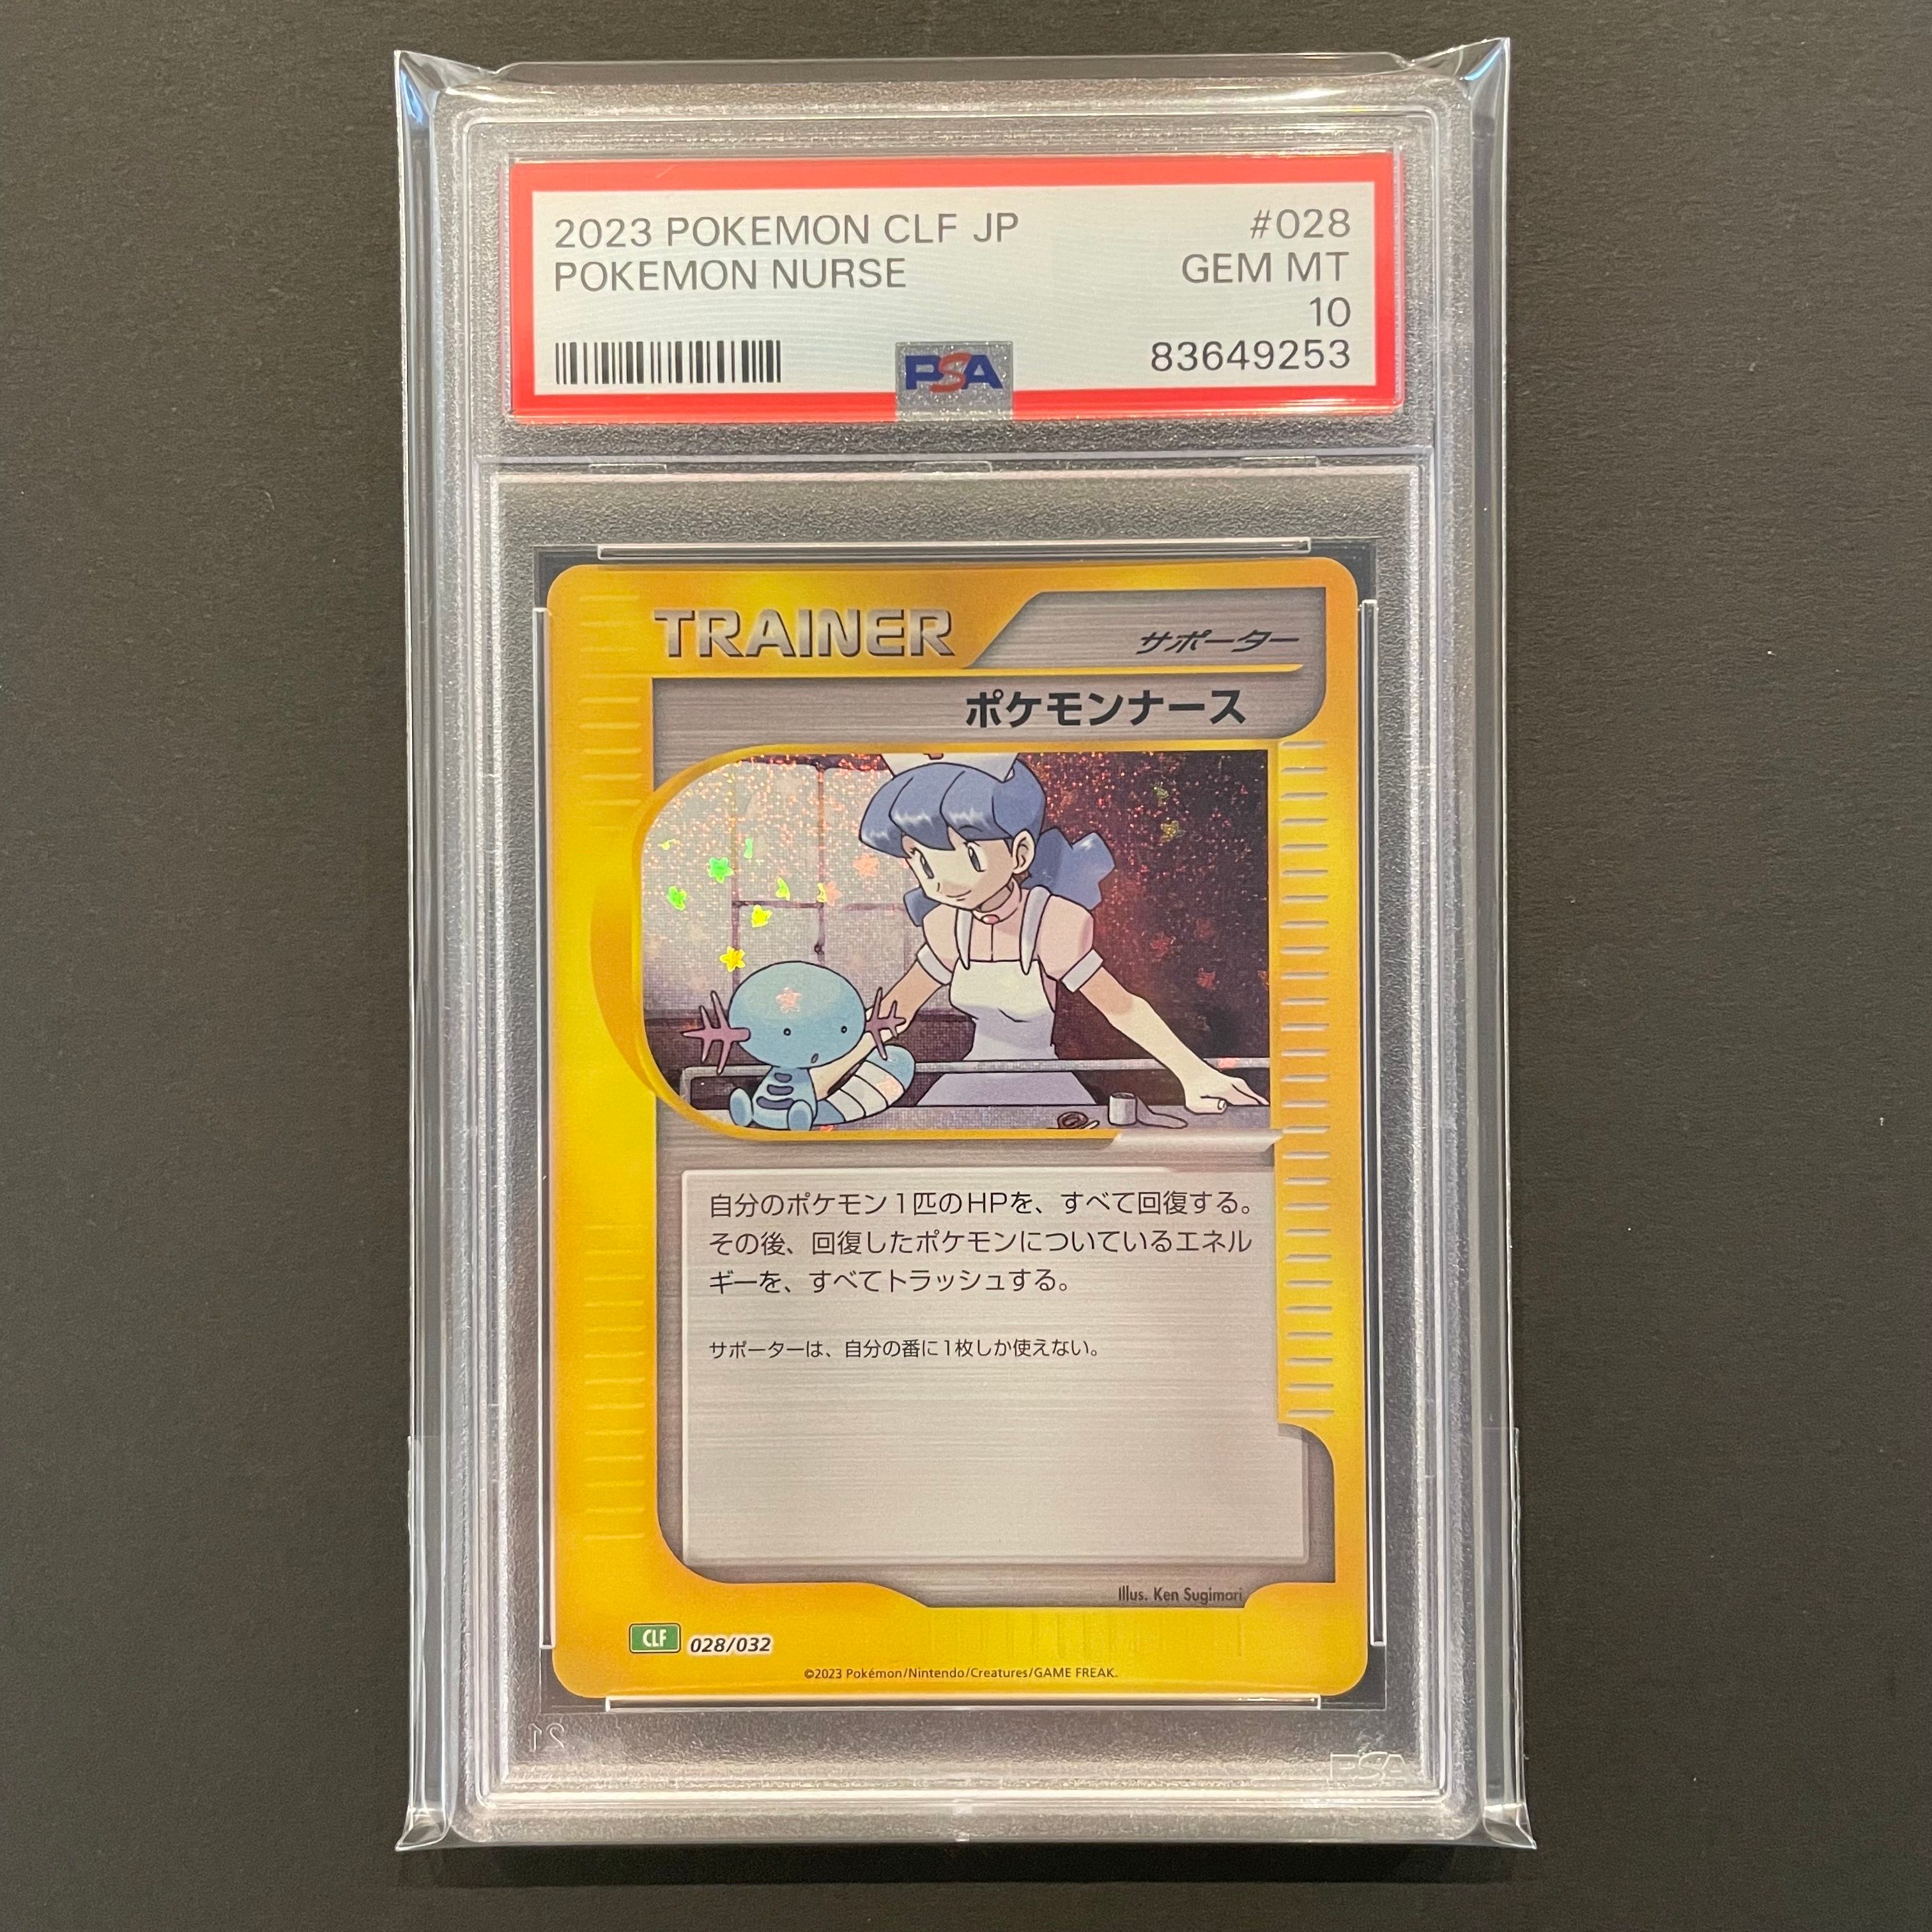 2023 POKEMON CLF JP #028
POKEMON NURSE GEM MT
10
PSA 83649253
TRAINER サポーター
ポケモンナース
自分のポケモン1匹のHPを、すべて回復する。
その後、回復したポケモンについているエネル
ギーを、すべてトラッシュする。
サポーターは、自分の番に1枚しか使えない。
Illus. Ken Sugimori
CLF 028/032
©2023 Pokémon/Nintendo/Creatures/GAME FREAK.
21
PSA